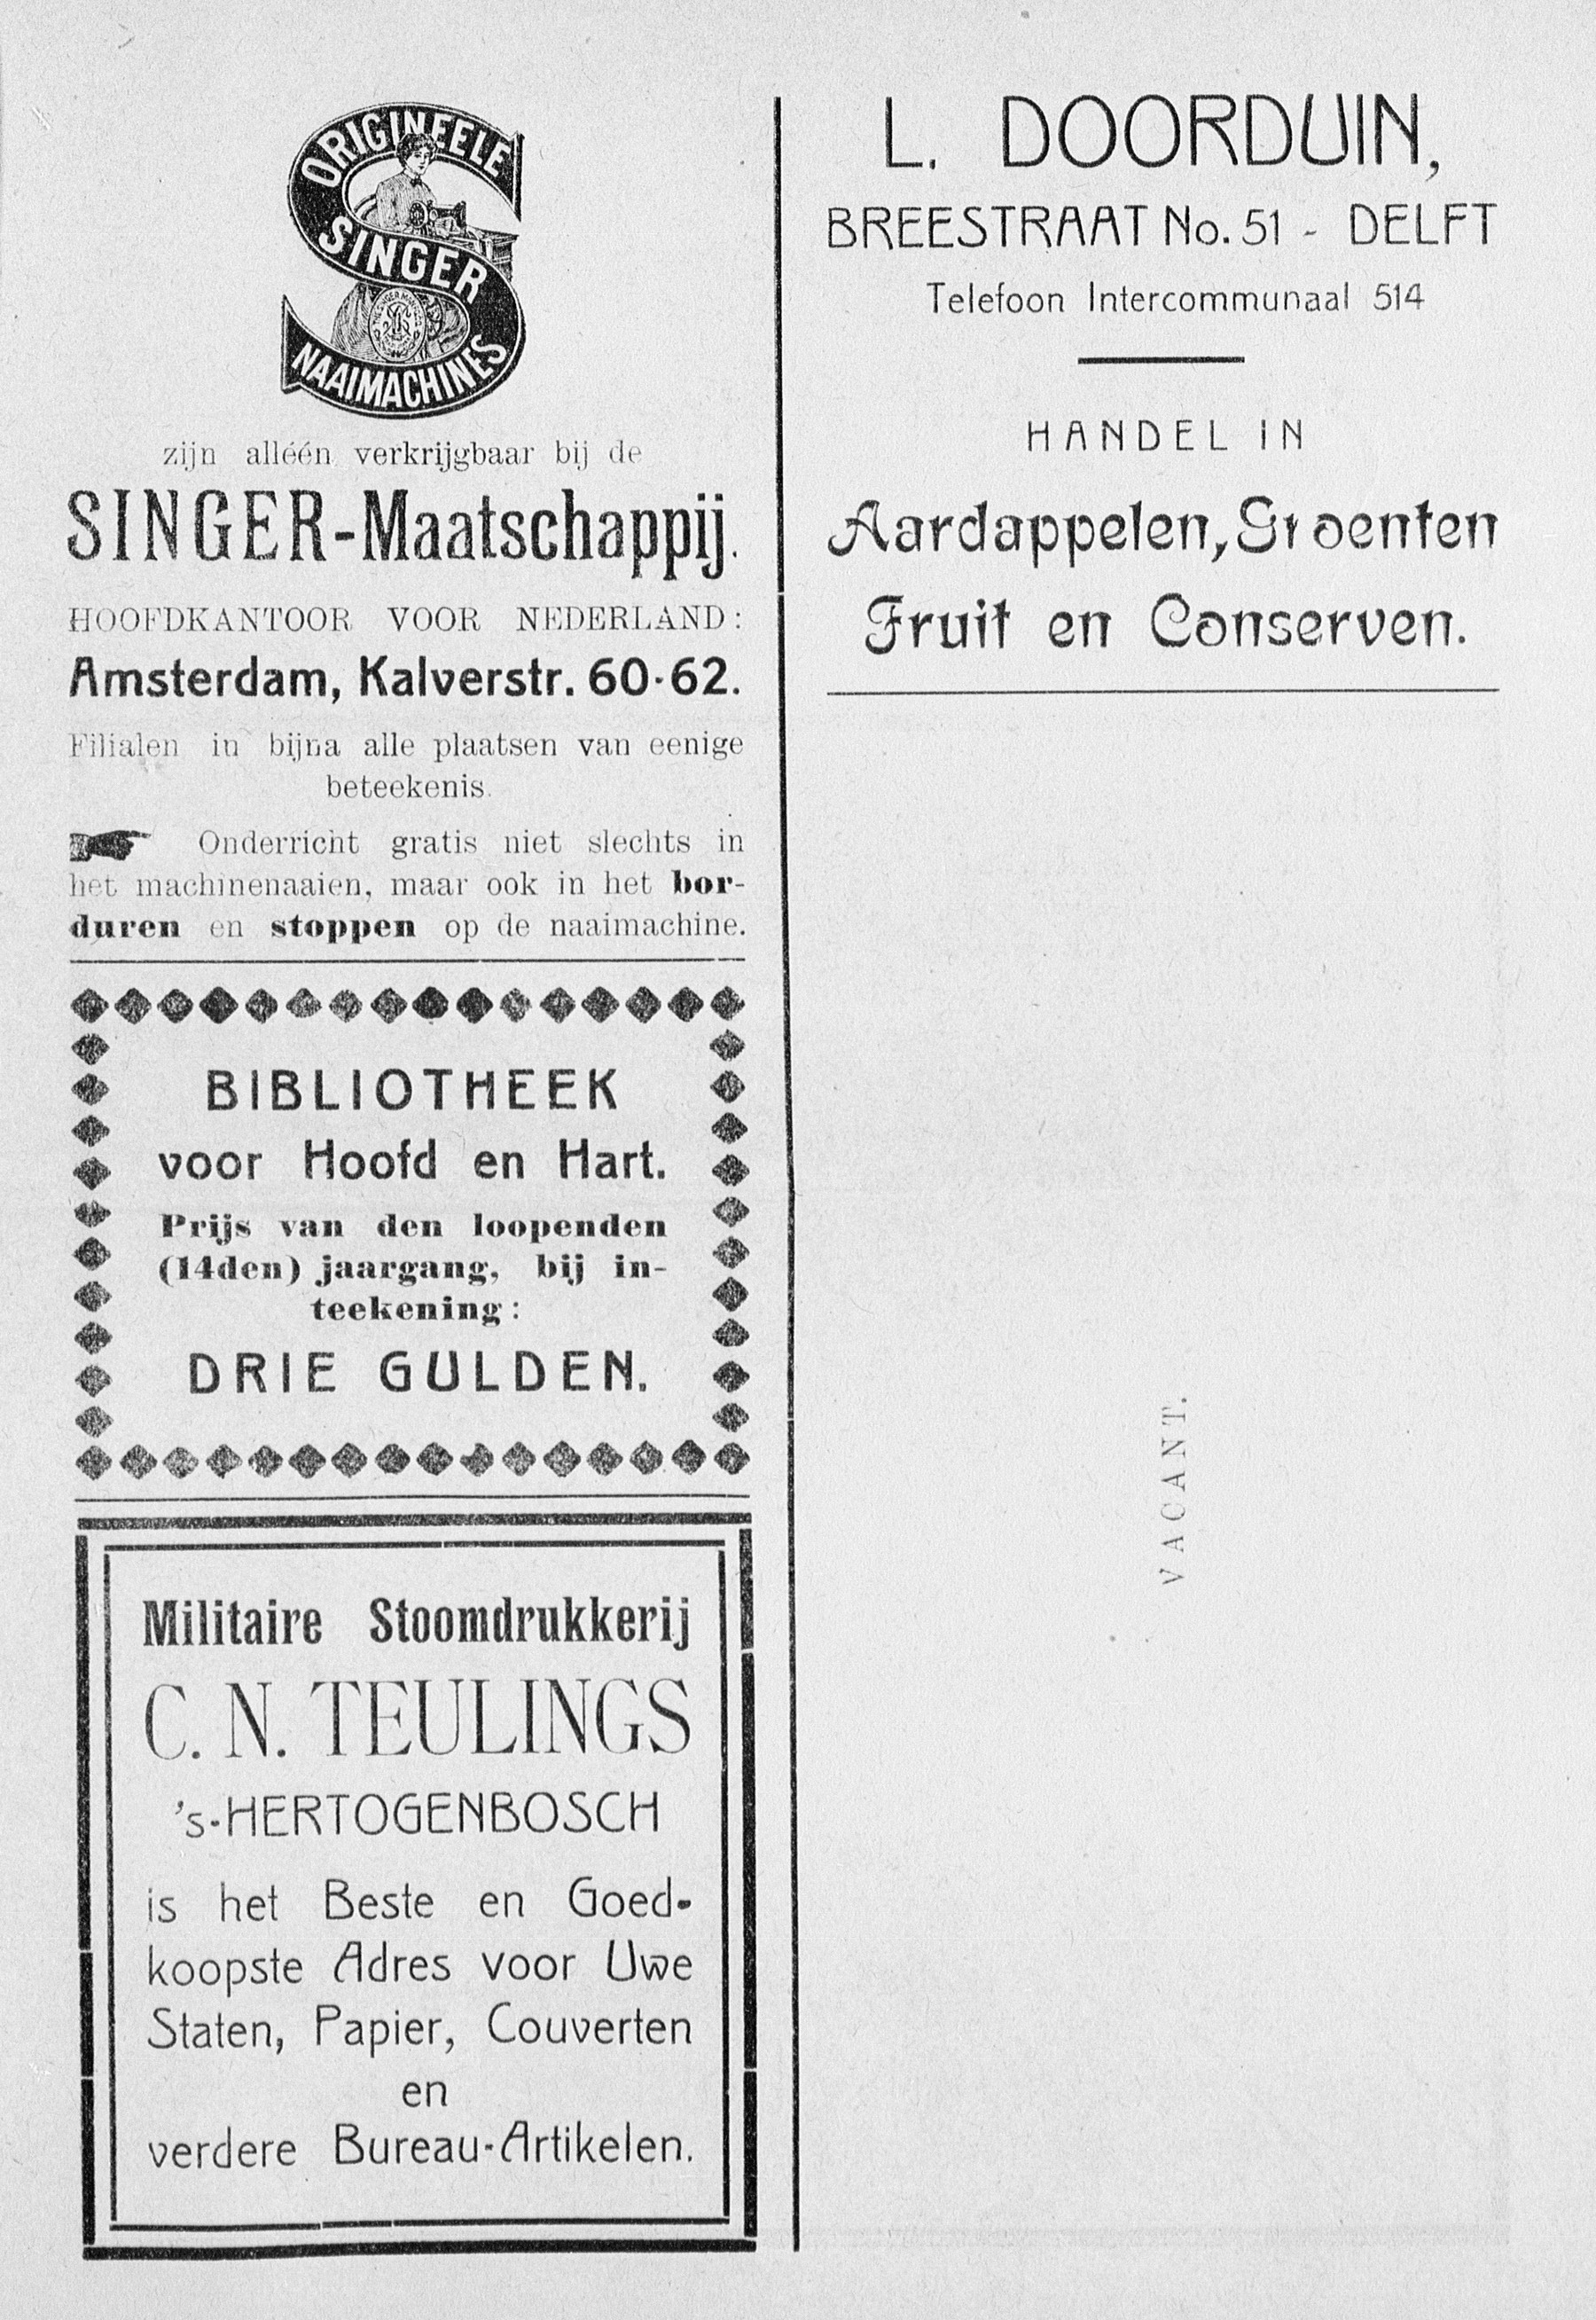 ORIGINEELE
SINGER
NAAIMACHINES
zijn alléén verkrijgbaar bij de
SINGER-Maatschappij.
HOOFDKANTOOR VOOR NEDERLAND:
Amsterdam, Kalverstr. 60-62.
Filialen in bijna alle plaatsen van eenige
beteekenis.
Onderricht gratis niet slechts in
het machinenaaien, maar ook in het bor-
duren en stoppen op de naaimachine.
BIBLIOTHEEK
voor Hoofd en Hart.
Prijs van den loopenden
(14den) jaargang, bij in-
teekening:
DRIE GULDEN.
Militaire Stoomdrukkerij
C. N. TEULINGS
's-HERTOGENBOSCH
is het Beste en Goed-
koopste Adres voor Uwe
Staten, Papier, Couverten
en
verdere Bureau-Artikelen.
L. DOORDUIN,
BREESTRAAT No. 51 - DELFT
Telefoon Intercommunaal 514
HANDEL IN
Aardappelen, Groenten
Fruit en Conserven.
VACANT.